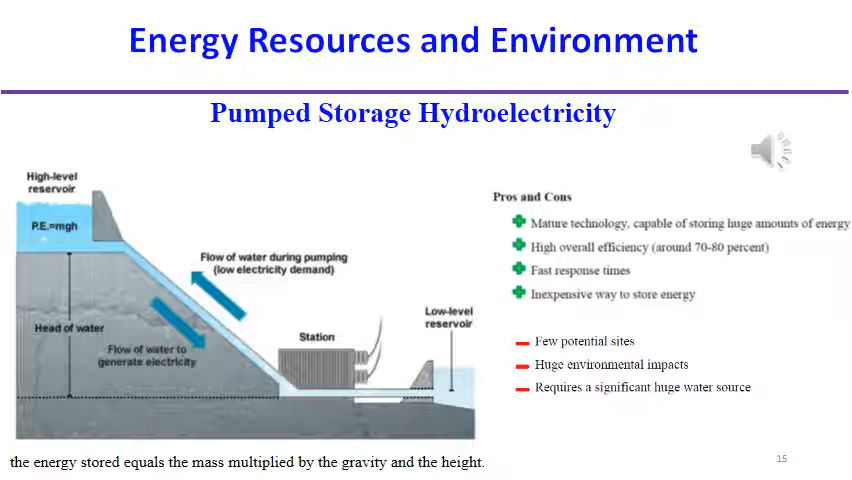 Energy Resources and Environment
Pumped Storage Hydroelectricity
High-level
reservoir
P.E.=mgh
Flow of water during pumping
(low electricity demand)
Low-level
reservoir
Station
Head of water
Flow of water to
generate electricity
Pros and Cons
Mature technology, capable of storing huge amounts of energy
High overall efficiency (around 70-80 percent)
Fast response times
Inexpensive way to store energy
Few potential sites
Huge environmental impacts
Requires a significant huge water source
the energy stored equals the mass multiplied by the gravity and the height.
15